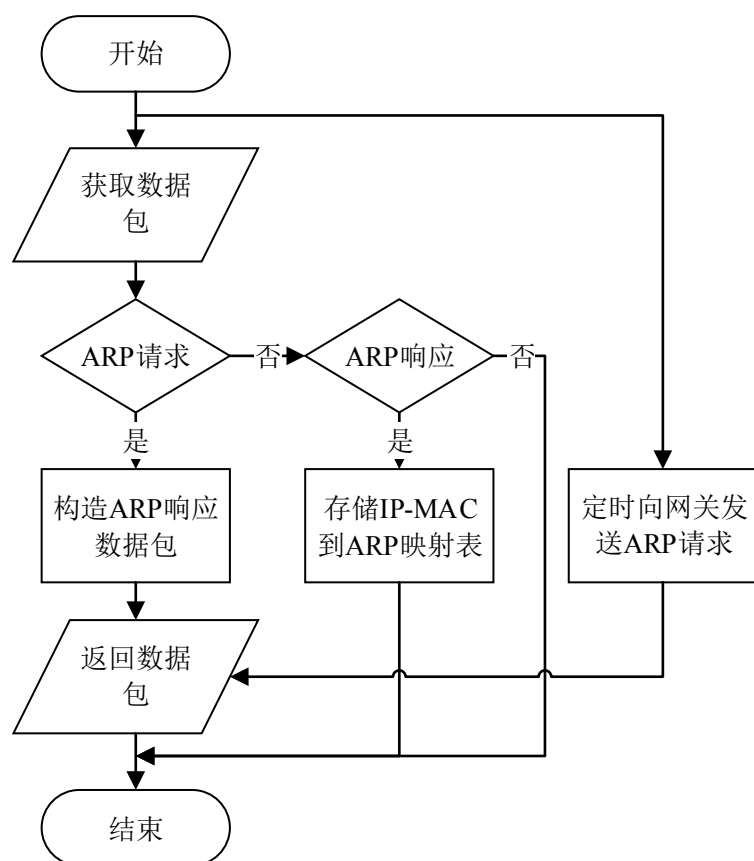 开始
获取数据
包
ARP请求
否
ARP响应
否
是
是
构造ARP响应
数据包
存储IP-MAC
到ARP映射表
定时向网关发
送ARP请求
返回数据
包
结束